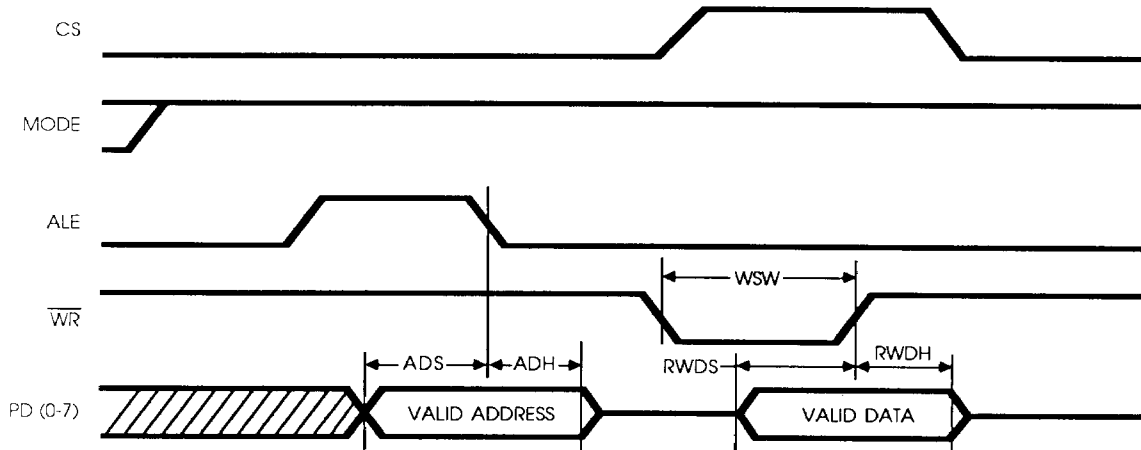 CS
MODE
ALE
WSW
WR
ADS ADH RWDS RWDH
PD (0-7) VALID ADDRESS VALID DATA